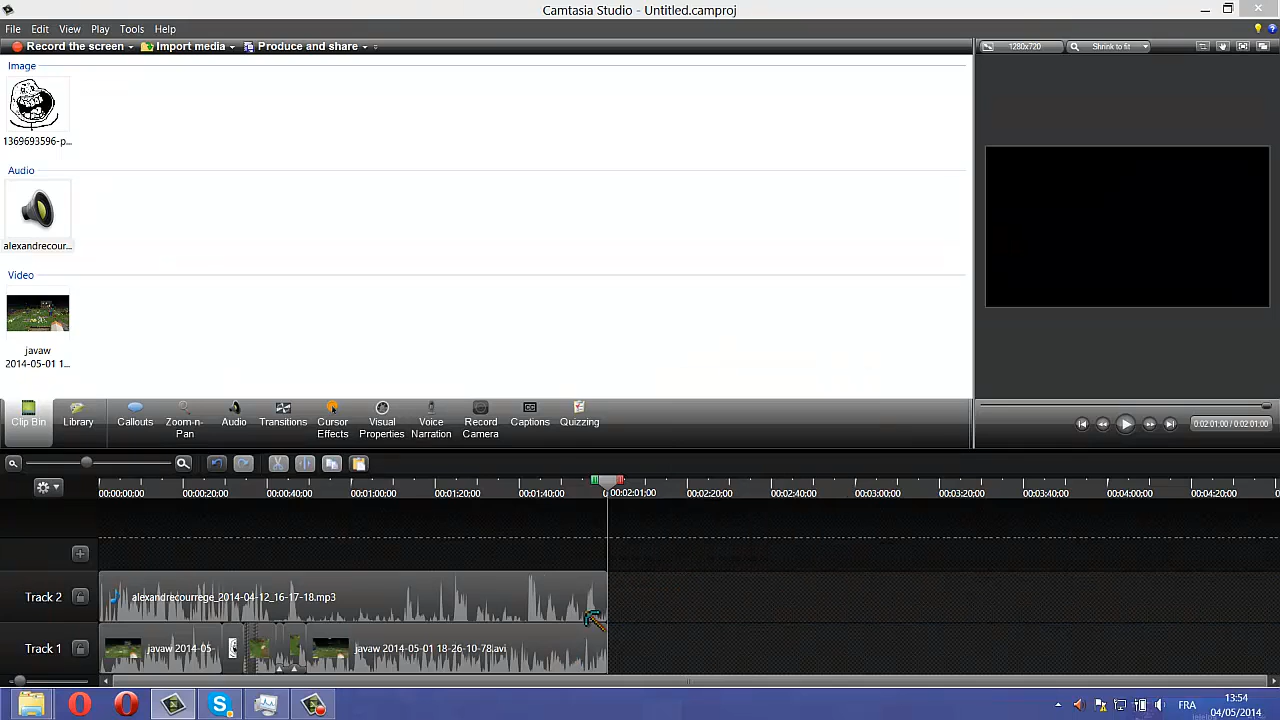 Camtasia Studio - Untitled.camproj
File Edit View Play Tools Help
Record the screen Import media Produce and share
1280x720 Shrink to fit
Image
1369693596-p...
Audio
alexandrecour...
Video
javaw
2014-05-01 1...
Clip Bin Library Callouts Zoom-n-Pan Audio Transitions Cursor Effects Visual Properties Voice Narration Record Camera Captions Quizzing
0:02:01:00 / 0:02:01:00
00:00:00;00 00:00:20;00 00:00:40;00 00:01:00;00 00:01:20;00 00:01:40;00 00:02:01;00 00:02:20;00 00:02:40;00 00:03:00;00 00:03:20;00 00:03:40;00 00:04:00;00 00:04:20;00
Track 2 alexandrecourrege_2014-04-12_16-17-18.mp3
Track 1 javaw 2014-05- javaw 2014-05-01 18-26-10-78.avi
FRA 13:54
04/05/2014